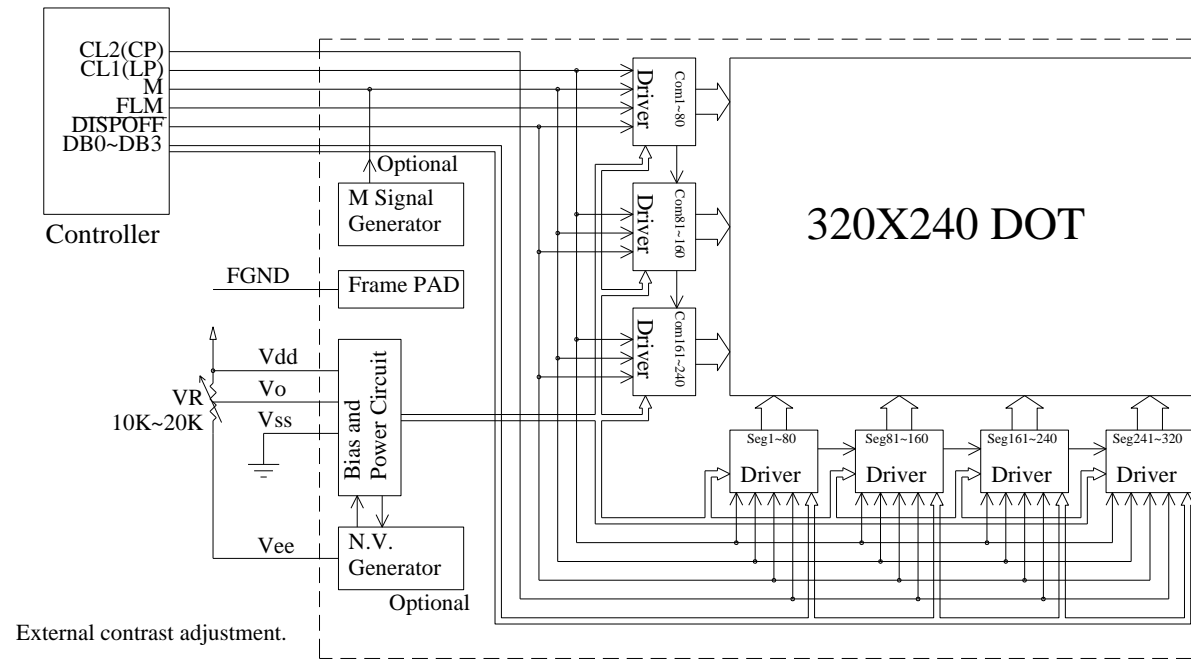 CL2(CP)
CL1(LP)
M
FLM
DISPOFF
DB0~DB3
Controller
Optional
M Signal
Generator
FGND
Frame PAD
Vdd
Vo
Vss
VR
10K~20K
Bias and
Power Circuit
Vee
N.V.
Generator
Optional
External contrast adjustment.
Driver
Com1~80
Driver
Com81~160
Driver
Com161~240
320X240 DOT
Seg1~80
Driver
Seg81~160
Driver
Seg161~240
Driver
Seg241~320
Driver